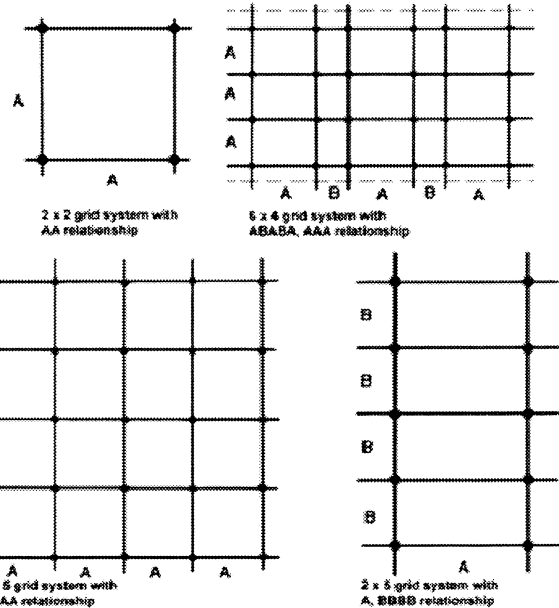 A
A
2 x 2 grid system with
AA relationship
A
A
A
A B A B A
6 x 4 grid system with
ABABA, AAA relationship
A A A A
5 grid system with
AA relationship
B
B
B
B
A
2 x 5 grid system with
A, BBBB relationship